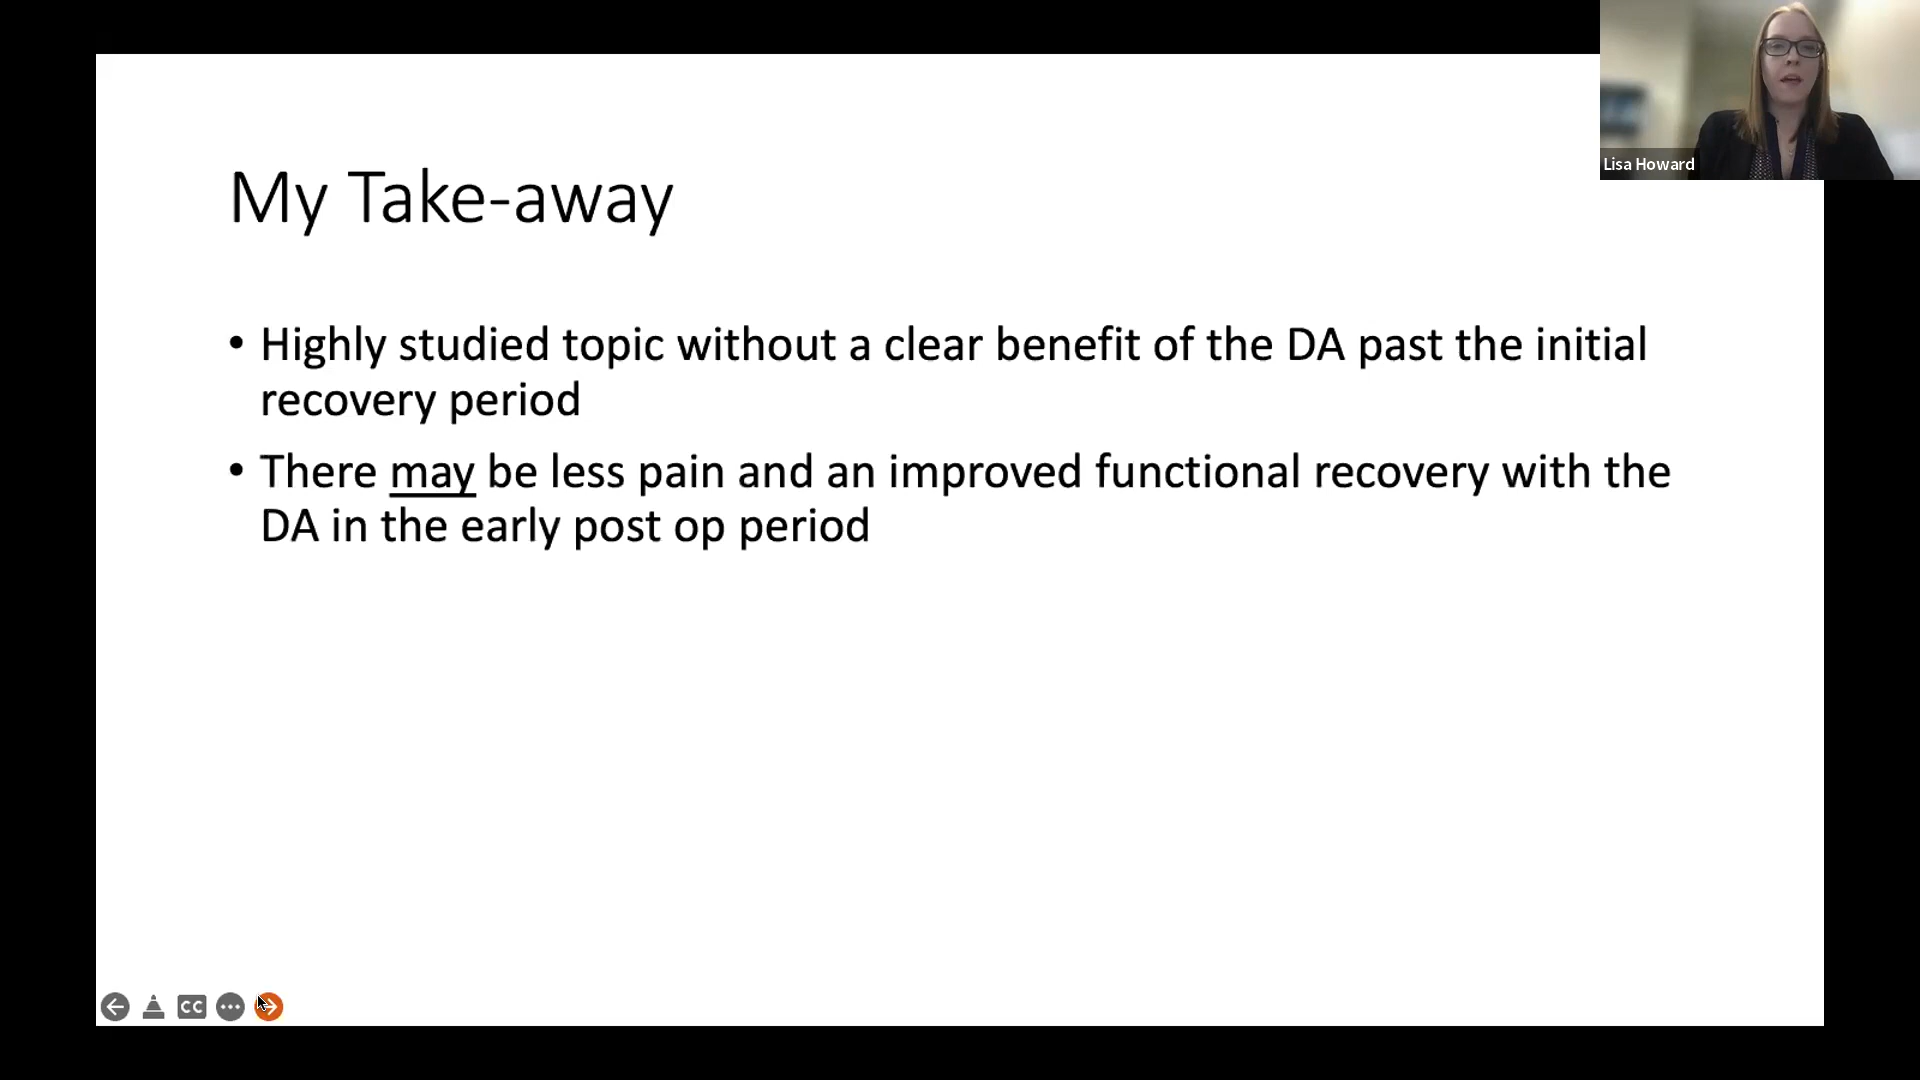 Lisa Howard
My Take-away
• Highly studied topic without a clear benefit of the DA past the initial
recovery period
• There may be less pain and an improved functional recovery with the
DA in the early post op period
CC